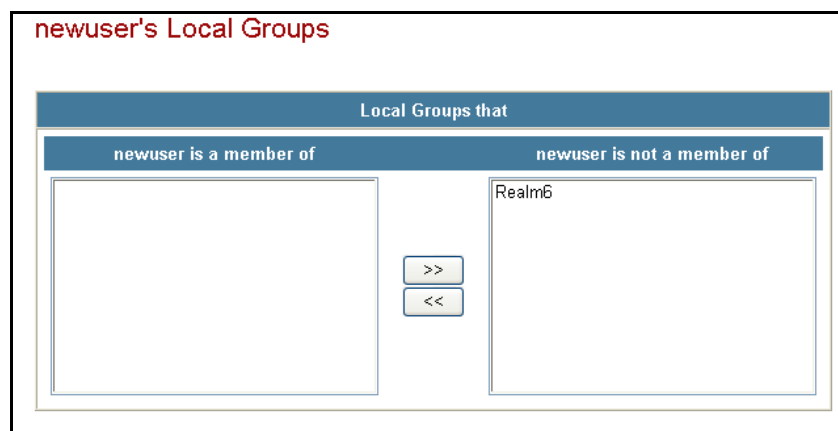 newuser's Local Groups
Local Groups that
newuser is a member of
newuser is not a member of
Realm6
>>
<<